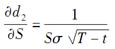 ∂d₂/∂S = 1/(Sσ √(T − t))